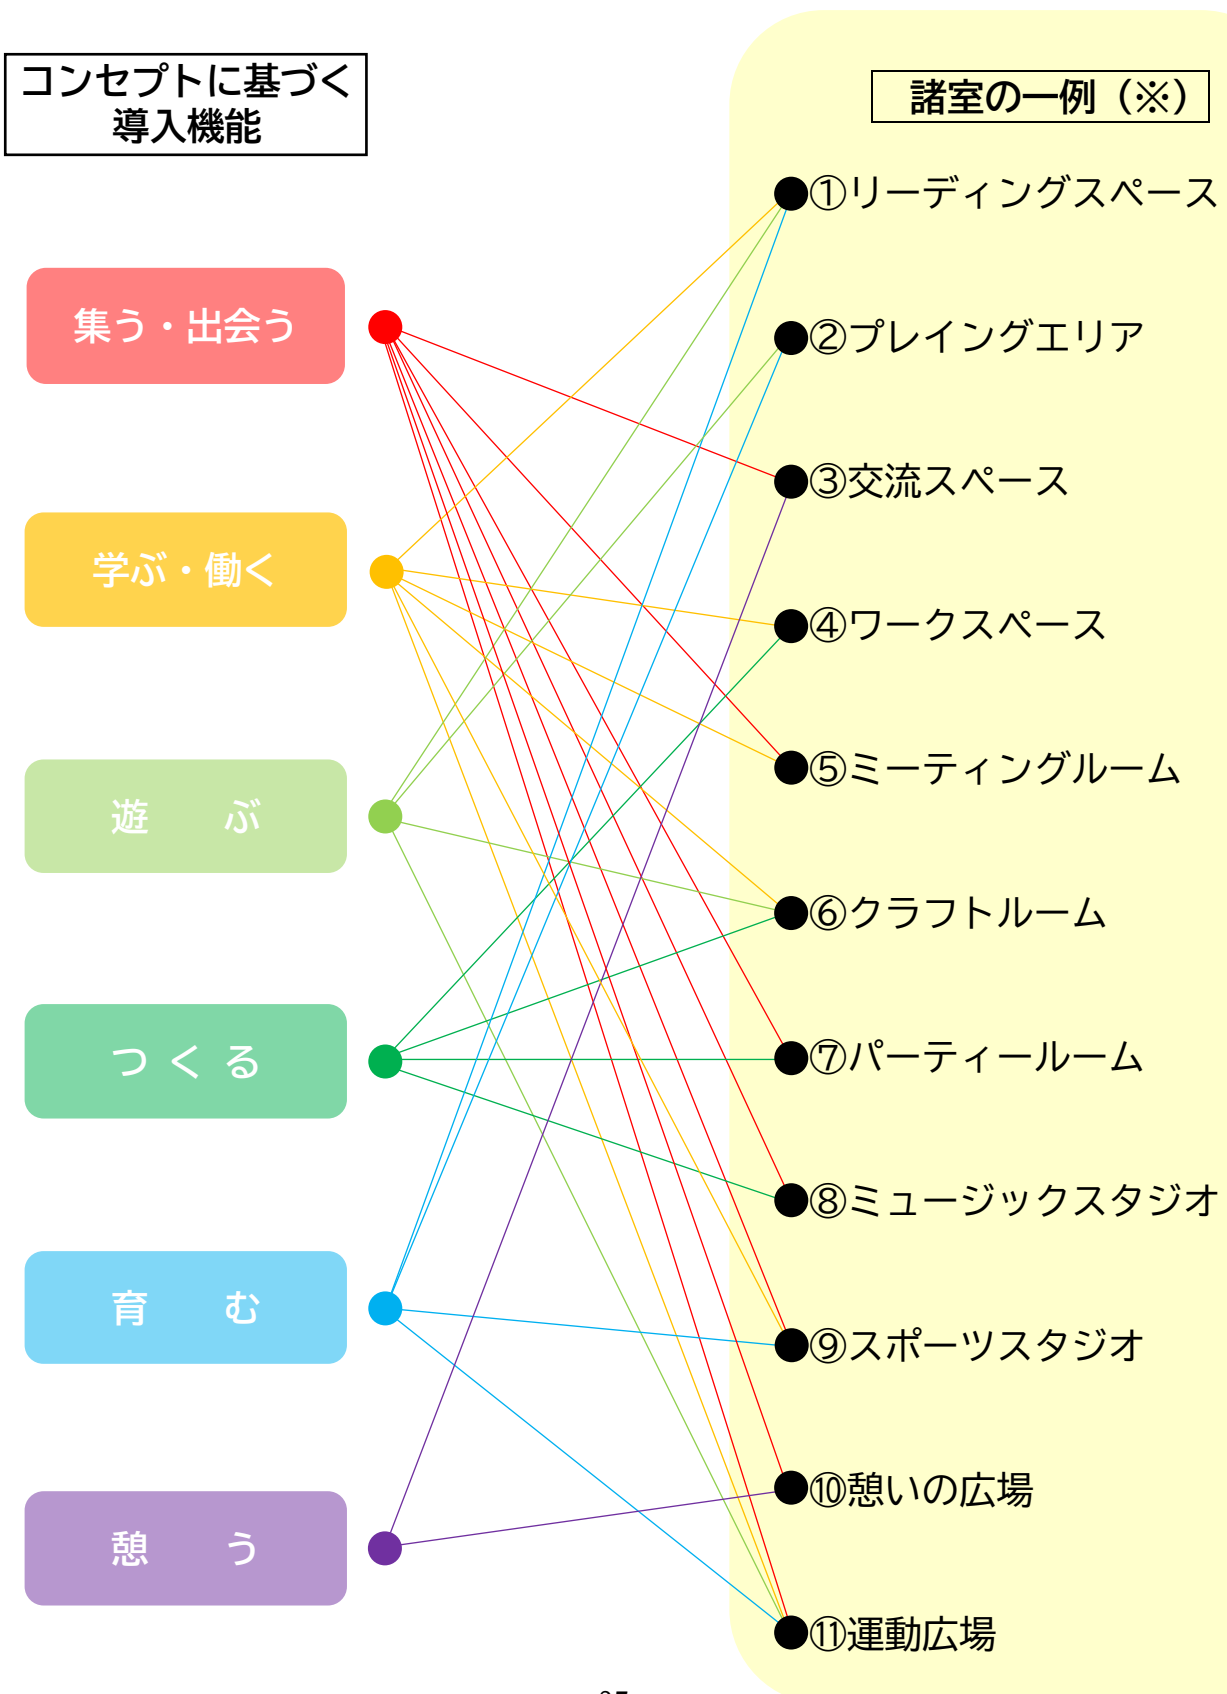 コンセプトに基づく
導入機能
諸室の一例（※）
集う・出会う
学ぶ・働く
遊　　ぶ
つ く る
育　　む
憩　　う
①リーディングスペース
②プレイングエリア
③交流スペース
④ワークスペース
⑤ミーティングルーム
⑥クラフトルーム
⑦パーティールーム
⑧ミュージックスタジオ
⑨スポーツスタジオ
⑩憩いの広場
⑪運動広場